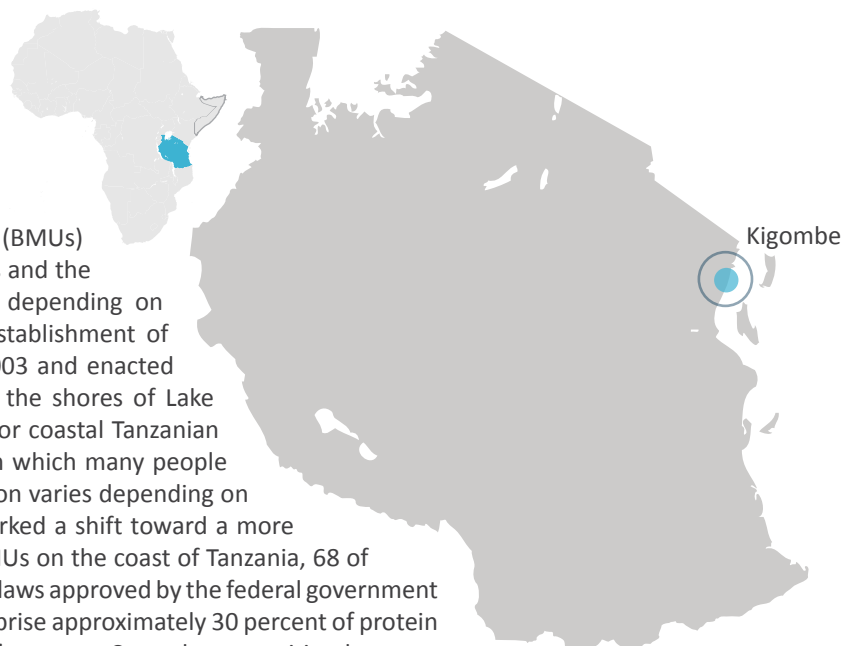 Kigombe
(BMUs)
and the
depending on
stablishment of
03 and enacted
the shores of Lake
or coastal Tanzanian
which many people
on varies depending on
rked a shift toward a more
MUs on the coast of Tanzania, 68 of
laws approved by the federal government
prise approximately 30 percent of protein